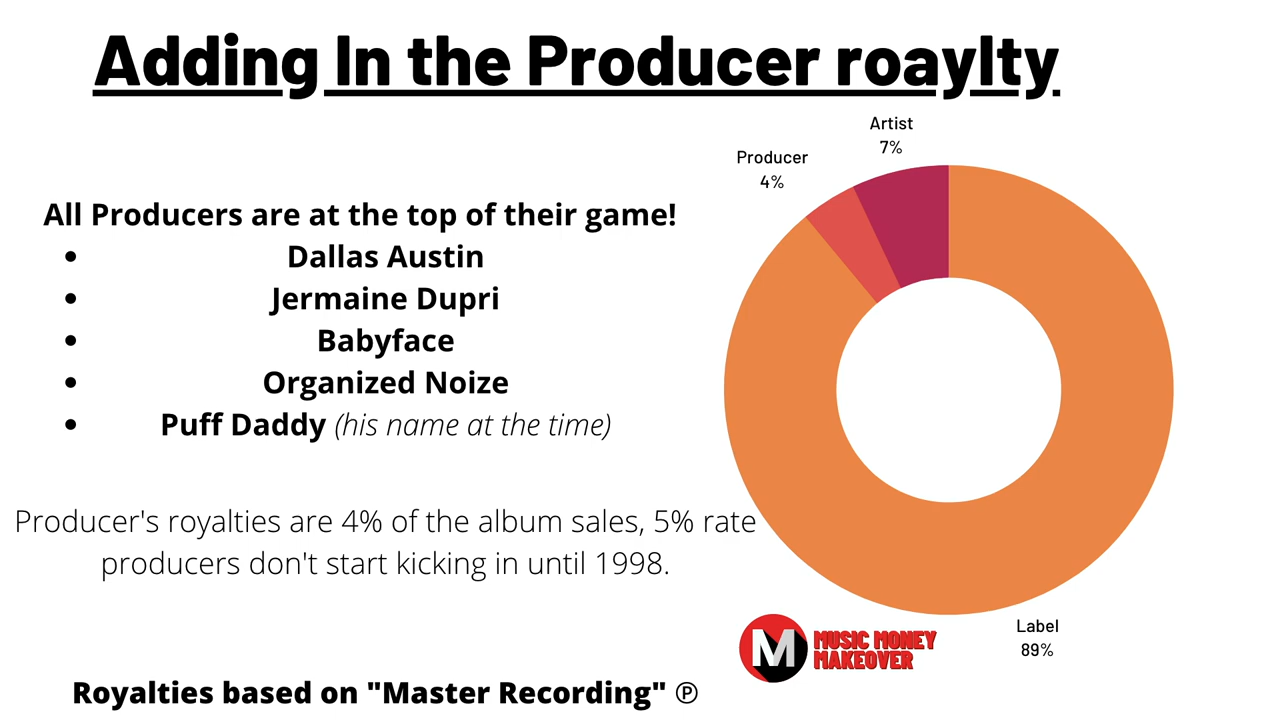 Adding In the Producer roaylty
Artist
7%
Producer
4%
All Producers are at the top of their game!
• Dallas Austin
• Jermaine Dupri
• Babyface
• Organized Noize
• Puff Daddy (his name at the time)
Producer's royalties are 4% of the album sales, 5% rate
producers don't start kicking in until 1998.
Label
89%
M
MUSIC MONEY
MAKEOVER
Royalties based on "Master Recording" ℗